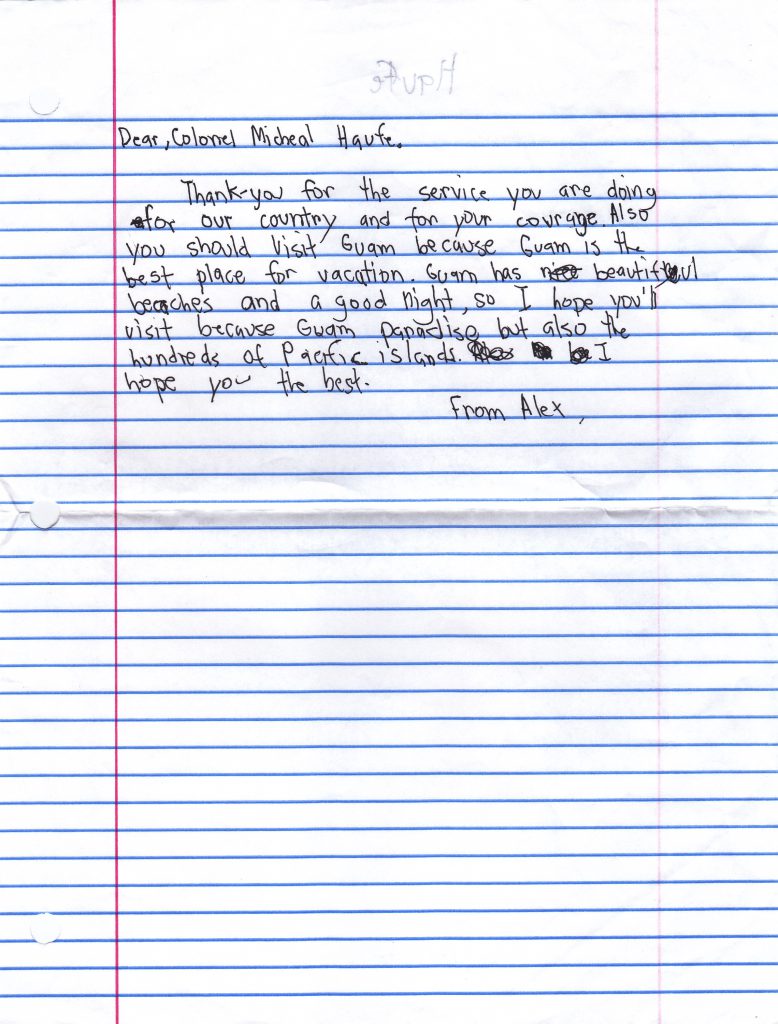 Haufe
Dear, Colonel Micheal Haufe.
Thank-you for the service you are doing
for our country and for your courage. Also
you should visit Guam because Guam is the
best place for vacation. Guam has nice beautiful
beaches and a good night, so I hope you'll
visit because Guam paradise but also the
hundreds of Pacific islands. I
hope you the best.
From Alex,